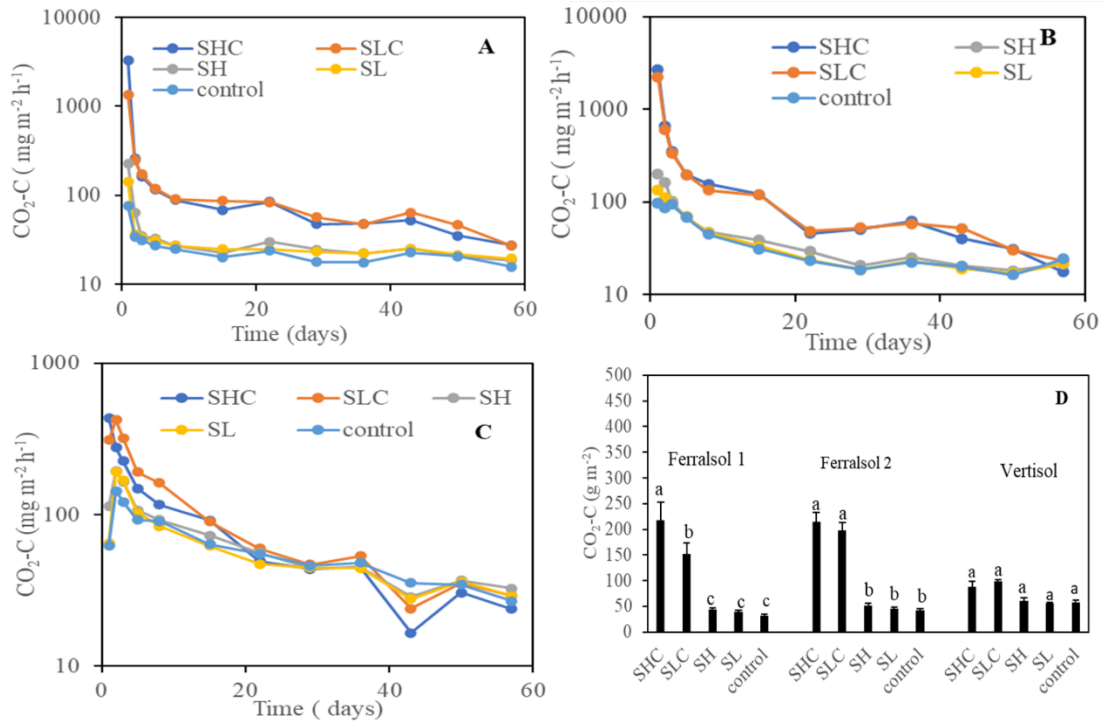 A
SHC SLC
SH SL
control
CO2-C ( mg m-2 h-1)
10000
1000
100
10
0 20 40 60
Time (days)
B
SHC SH
SLC SL
control
CO2-C ( mg m-2 h-1)
10000
1000
100
10
0 20 40 60
Time (days)
C
SHC SLC SH
SL control
CO2-C (mg m-2 h-1)
1000
100
10
0 20 40 60
Time ( days)
D
CO2-C (g m-2)
500
450
400
350
300
250
200
150
100
50
0
Ferralsol 1 Ferralsol 2 Vertisol
a b c c c a a b b b a a a a a
SHC SLC SH SL control SHC SLC SH SL control SHC SLC SH SL control